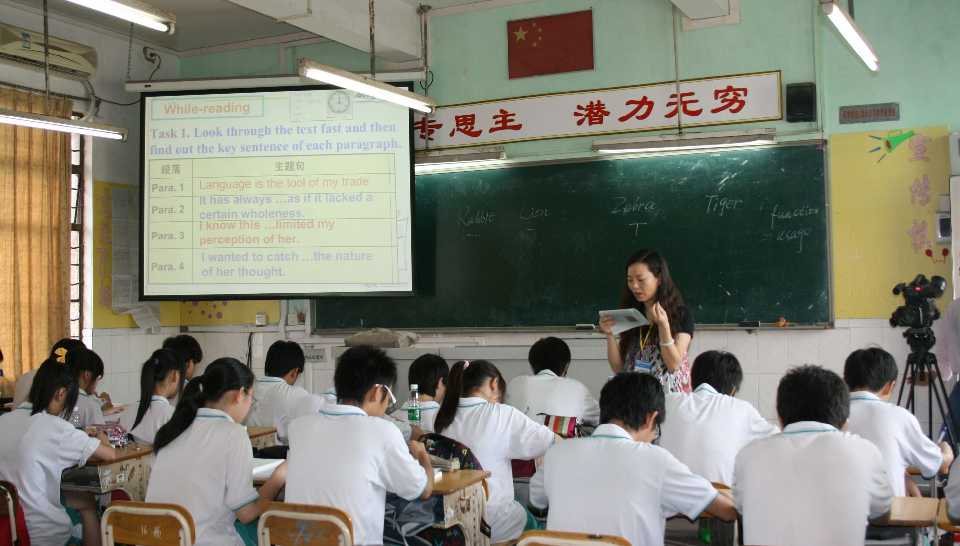 While-reading
Task 1. Look through the text fast and then
find out the key sentence of each paragraph.
段落 主题句
Para. 1 Language is the tool of my trade
Para. 2 It has always …as if it lacked a
certain wholeness.
Para. 3 I know this …limited my
perception of her.
Para. 4 I wanted to catch …the nature
of her thought.
专思主 潜力无穷
Rabbit Lion Zebra Tiger function
T usage